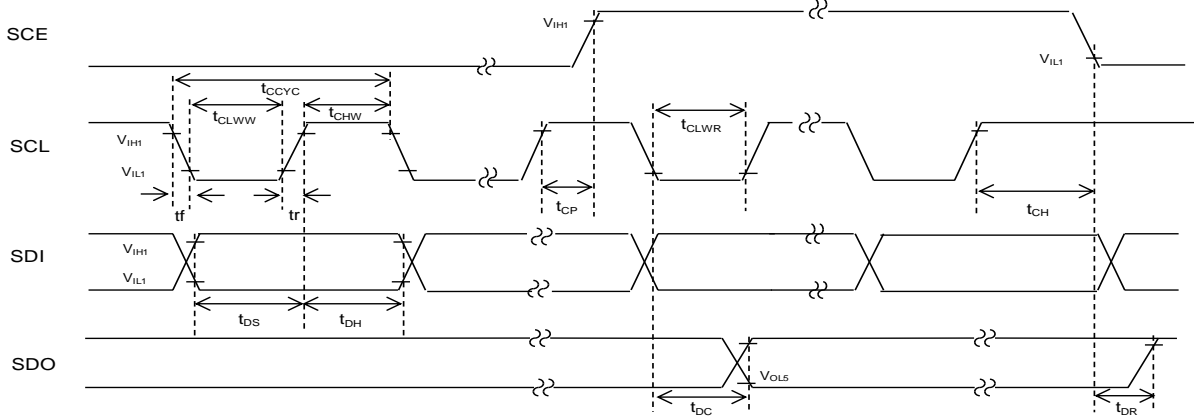 SCE
VIH1
VIL1
tCCYC
tCLWW
tCHW
tCLWR
SCL
VIH1
VIL1
tf
tr
tCP
tCH
SDI
VIH1
VIL1
tDS
tDH
SDO
VOL5
tDC
tDR